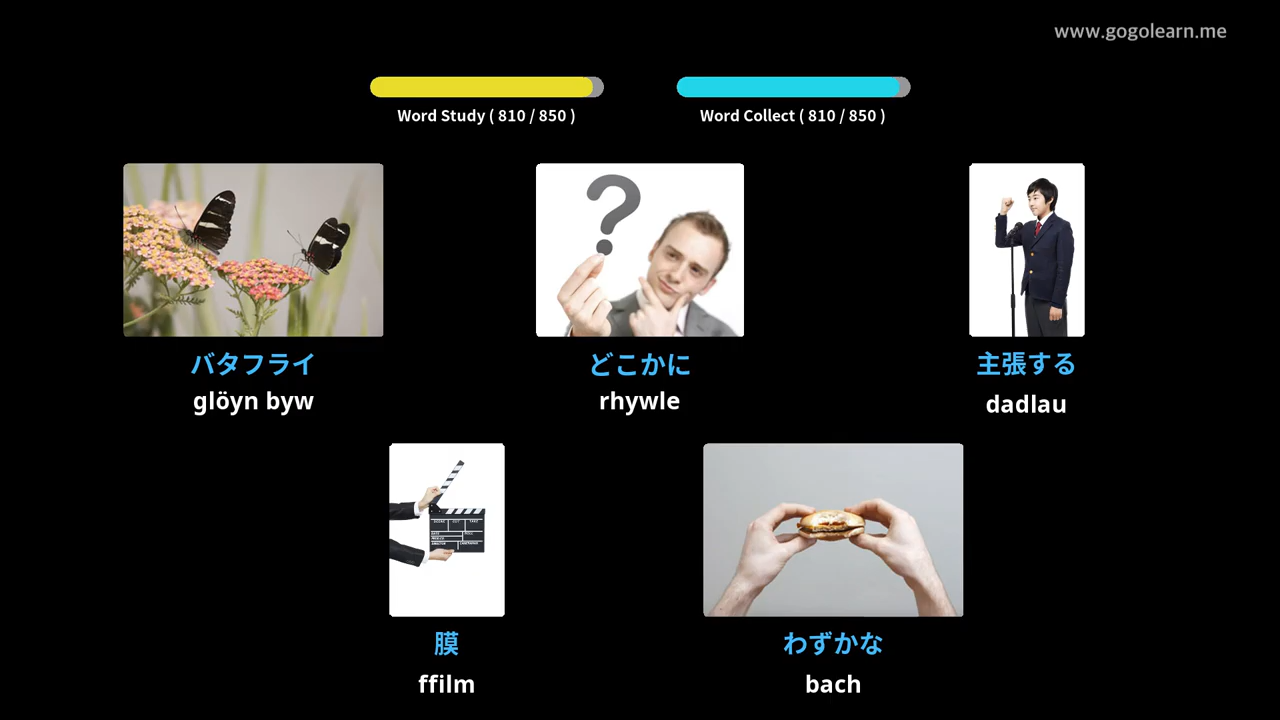 www.gogolearn.me
Word Study ( 810 / 850 )
Word Collect ( 810 / 850 )
バタフライ
glöyn byw
どこかに
rhywle
主張する
dadlau
膜
ffilm
わずかな
bach